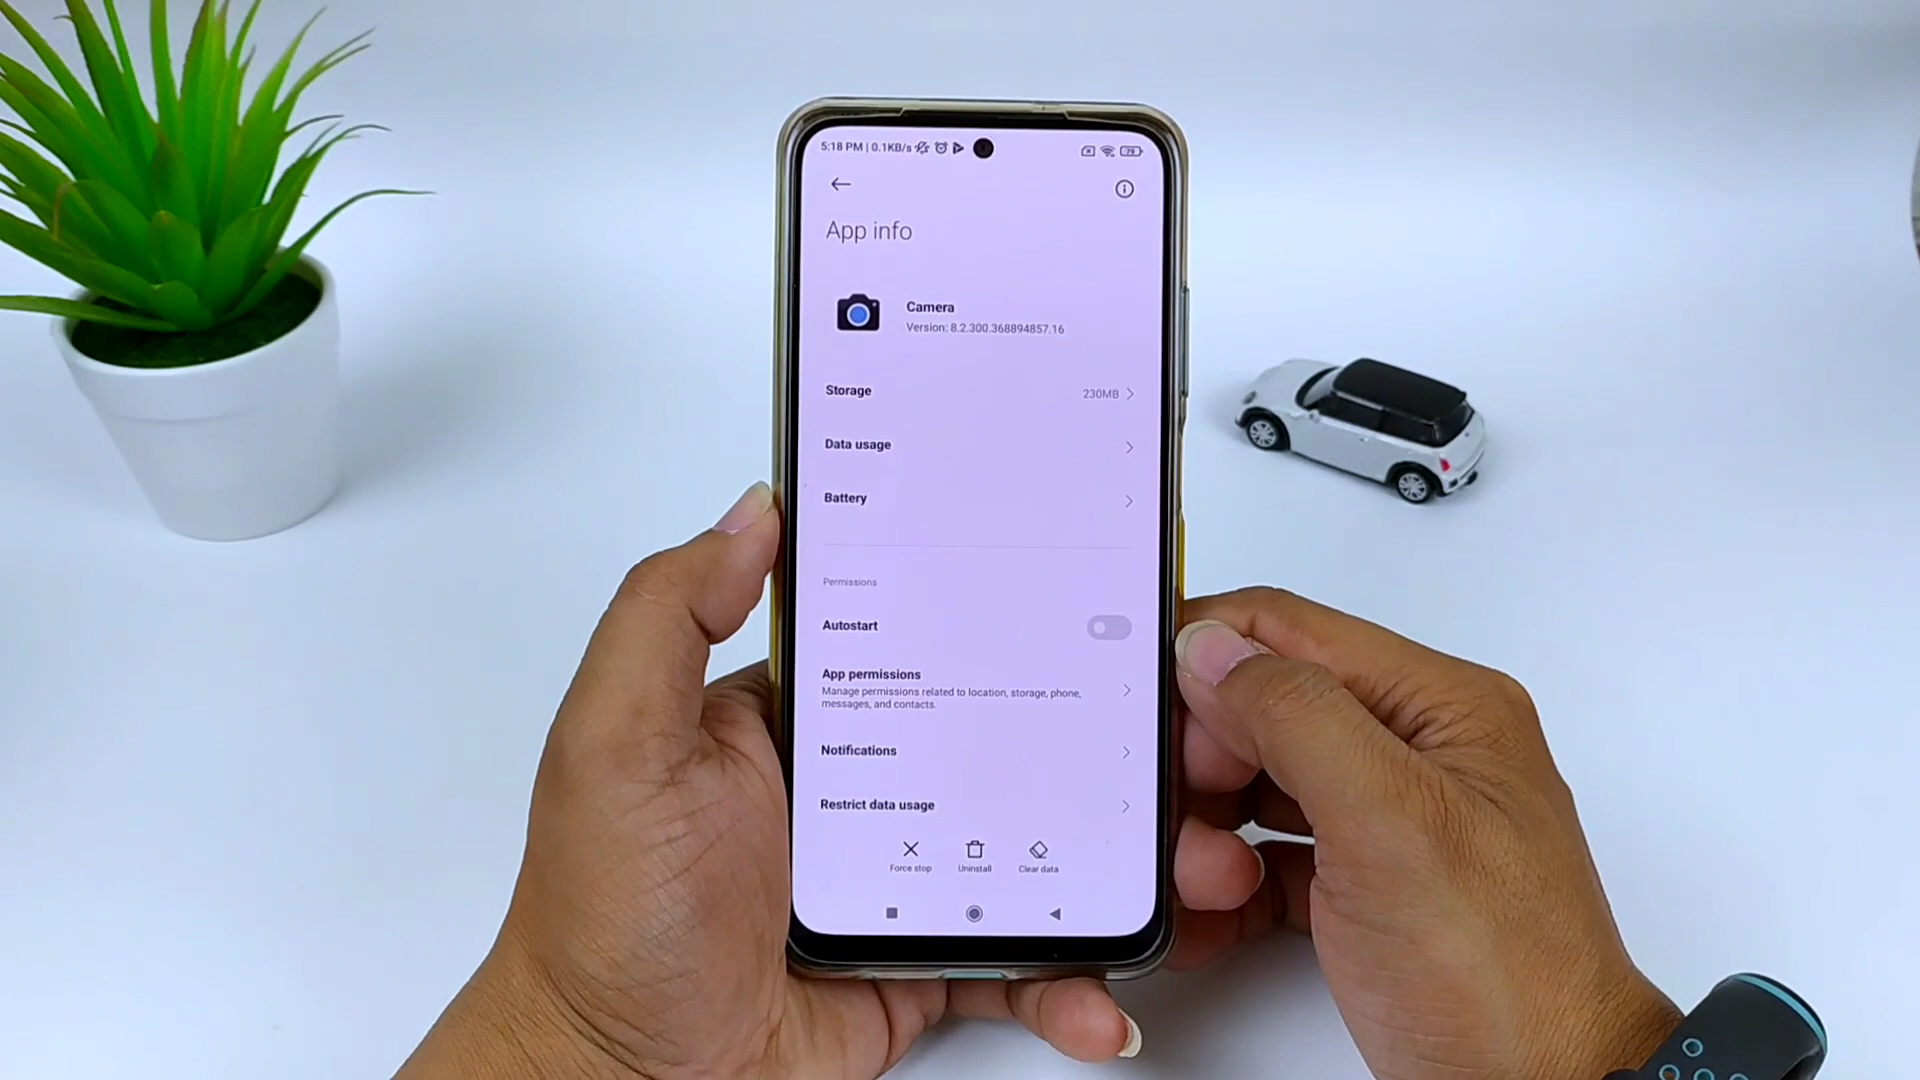 5:18 PM | 0.1KB/s
79
App info
Camera
Version: 8.2.300.368894857.16
Storage
230MB
Data usage
Battery
Permissions
Autostart
App permissions
Manage permissions related to location, storage, phone,
messages, and contacts.
Notifications
Restrict data usage
Force stop
Uninstall
Clear data